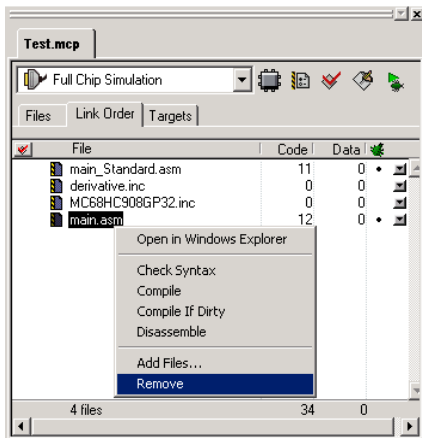 Test.mcp
Full Chip Simulation
Files Link Order Targets
File Code Data
main_Standard.asm 11 0
derivative.inc 0 0
MC68HC908GP32.inc 0 0
main.asm 12 0
Open in Windows Explorer
Check Syntax
Compile
Compile If Dirty
Disassemble
Add Files...
Remove
4 files 34 0